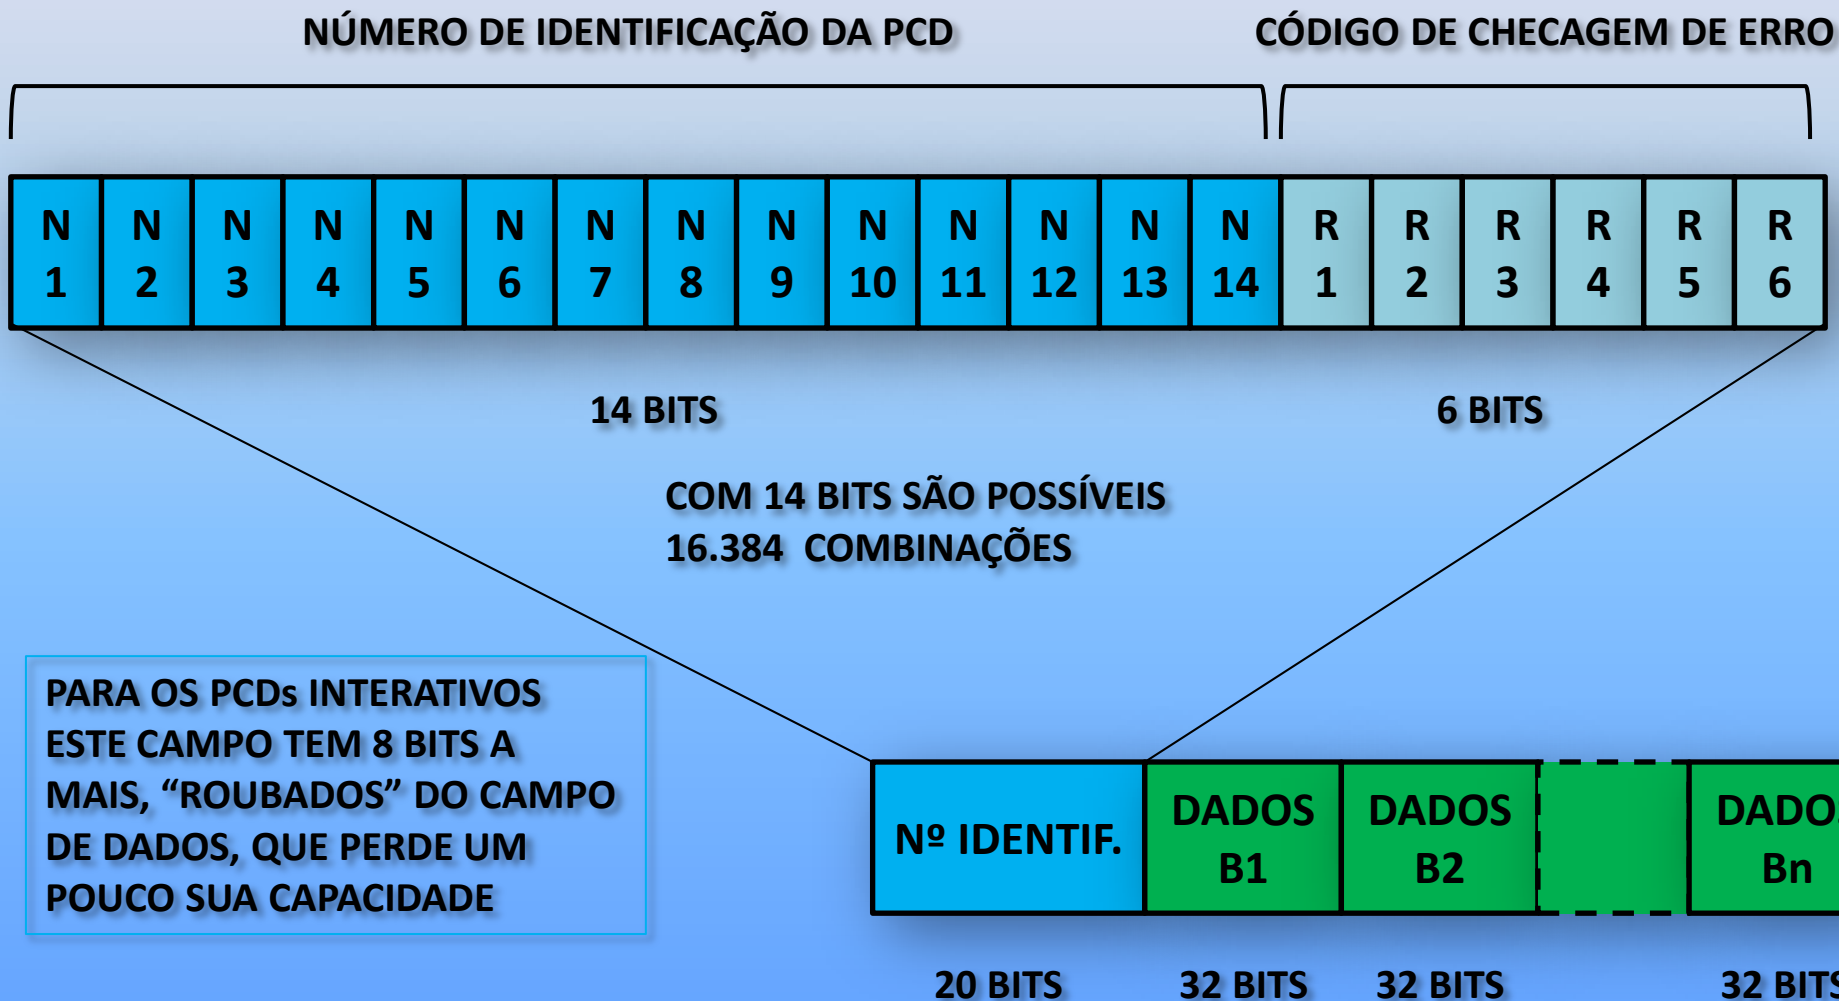 NÚMERO DE IDENTIFICAÇÃO DA PCD
CÓDIGO DE CHECAGEM DE ERRO
N 1
N 2
N 3
N 4
N 5
N 6
N 7
N 8
N 9
N 10
N 11
N 12
N 13
N 14
R 1
R 2
R 3
R 4
R 5
R 6
14 BITS
6 BITS
COM 14 BITS SÃO POSSÍVEIS
16.384 COMBINAÇÕES
PARA OS PCDs INTERATIVOS
ESTE CAMPO TEM 8 BITS A
MAIS, “ROUBADOS” DO CAMPO
DE DADOS, QUE PERDE UM
POUCO SUA CAPACIDADE
Nº IDENTIF.
DADOS
B1
DADOS
B2
DADOS
Bn
20 BITS
32 BITS
32 BITS
32 BITS